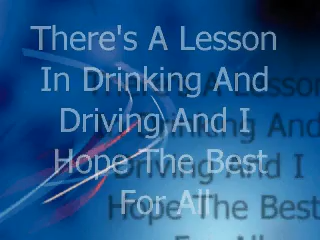 There's A Lesson
In Drinking And
Driving And I
Hope The Best
For All